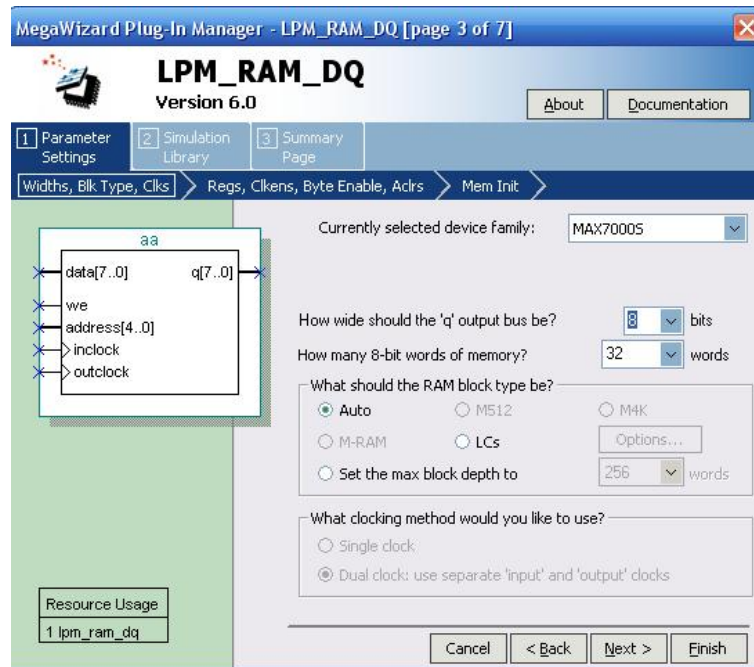 MegaWizard Plug-In Manager - LPM_RAM_DQ [page 3 of 7]
LPM_RAM_DQ
Version 6.0
About
Documentation
1 Parameter Settings
2 Simulation Library
3 Summary Page
Widths, Blk Type, Clks
Regs, Clkens, Byte Enable, Aclrs
Mem Init
aa
data[7..0]
q[7..0]
we
address[4..0]
inclock
outclock
Resource Usage
1 lpm_ram_dq
Currently selected device family:
MAX7000S
How wide should the 'q' output bus be?
8
bits
How many 8-bit words of memory?
32
words
What should the RAM block type be?
Auto
M512
M4K
M-RAM
LCs
Options...
Set the max block depth to
256
words
What clocking method would you like to use?
Single clock
Dual clock: use separate 'input' and 'output' clocks
Cancel
< Back
Next >
Finish